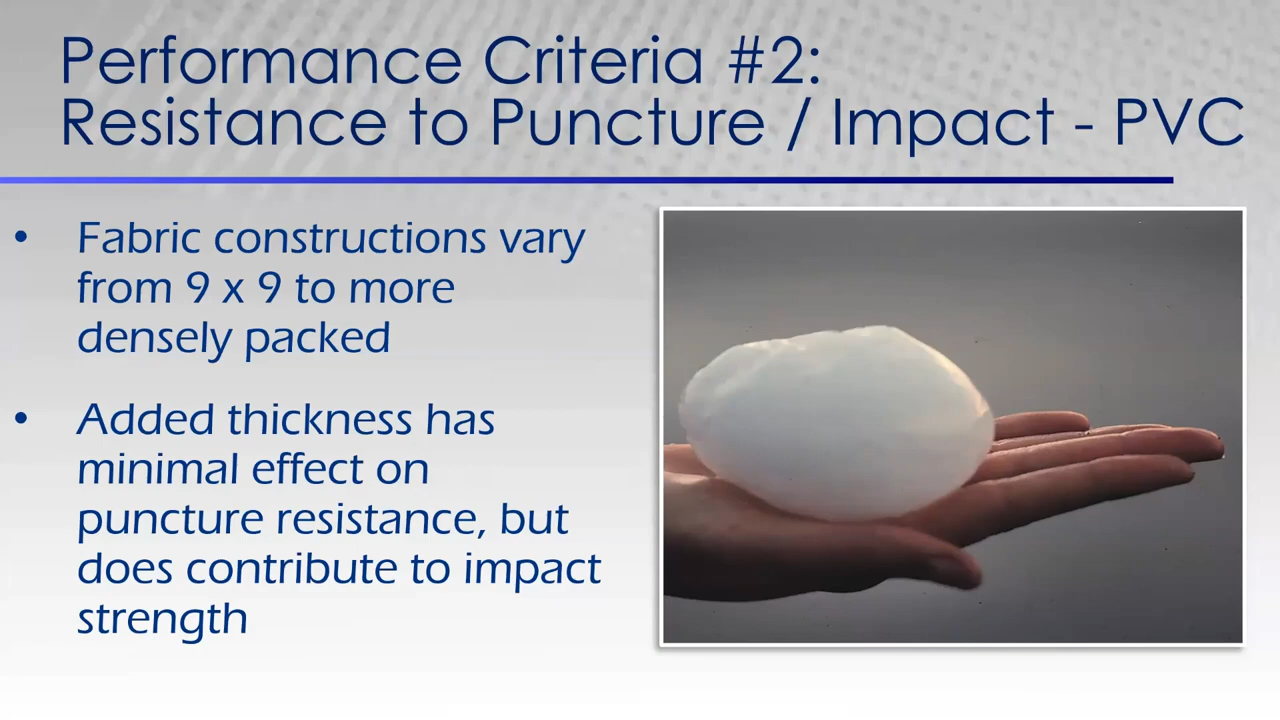 Performance Criteria #2:
Resistance to Puncture / Impact - PVC
• Fabric constructions vary
from 9 x 9 to more
densely packed
• Added thickness has
minimal effect on
puncture resistance, but
does contribute to impact
strength